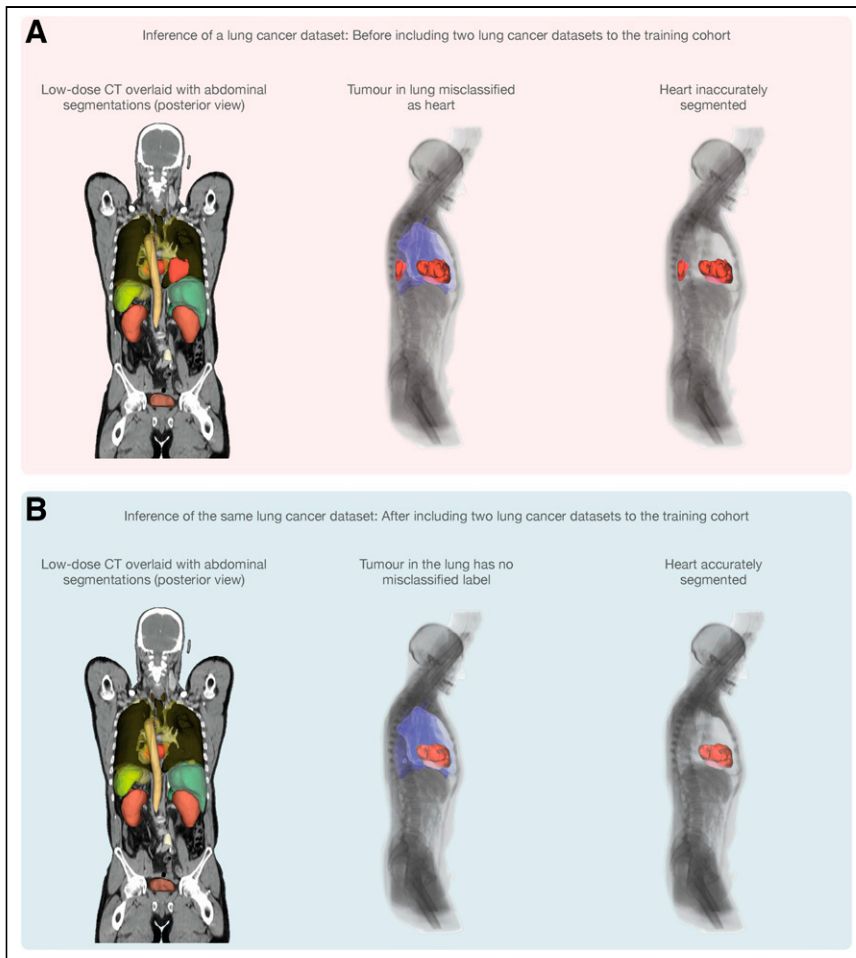 A
Inference of a lung cancer dataset: Before including two lung cancer datasets to the training cohort
Low-dose CT overlaid with abdominal
segmentations (posterior view)
Tumour in lung misclassified
as heart
Heart inaccurately
segmented
B
Inference of the same lung cancer dataset: After including two lung cancer datasets to the training cohort
Low-dose CT overlaid with abdominal
segmentations (posterior view)
Tumour in the lung has no
misclassified label
Heart accurately
segmented